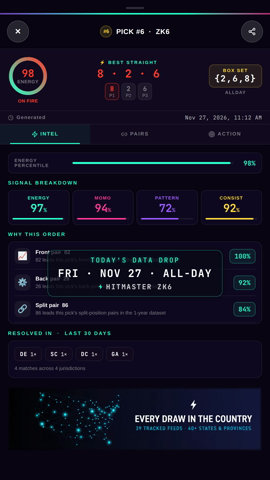 #6 PICK #6 · ZK6
98
ENERGY
ON FIRE
⚡ BEST STRAIGHT
8 · 2 · 6
8 P1
2 P2
6 P3
BOX SET
{2,6,8}
ALLDAY
Generated
Nov 27, 2026, 11:12 AM
INTEL
PAIRS
ACTION
ENERGY PERCENTILE
98%
SIGNAL BREAKDOWN
ENERGY
97%
MOMO
94%
PATTERN
72%
CONSIST
92%
WHY THIS ORDER
Front pair
100%
TODAY'S DATA DROP
FRI · NOV 27 · ALL-DAY
⚡ HITMASTER ZK6
92%
Split pair 86
86 leads this pick's split-position pairs in the 1-year dataset
84%
RESOLVED IN · LAST 30 DAYS
DE 1×
SC 1×
DC 1×
GA 1×
4 matches across 4 jurisdictions
EVERY DRAW IN THE COUNTRY
39 TRACKED FEEDS · 40+ STATES & PROVINCES